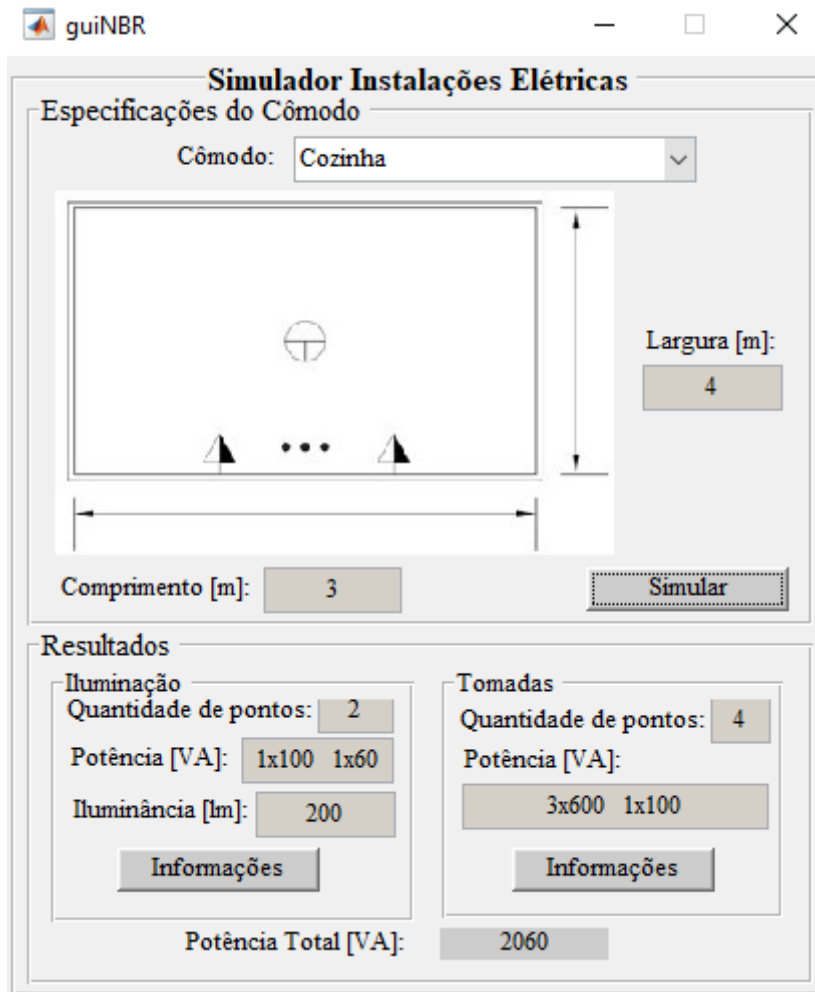 guiNBR
Simulador Instalações Elétricas
Especificações do Cômodo
Cômodo: Cozinha
Largura [m]:
4
Comprimento [m]: 3
Simular
Resultados
Iluminação
Quantidade de pontos: 2
Potência [VA]: 1x100 1x60
Iluminância [lm]: 200
Informações
Tomadas
Quantidade de pontos: 4
Potência [VA]:
3x600 1x100
Informações
Potência Total [VA]: 2060